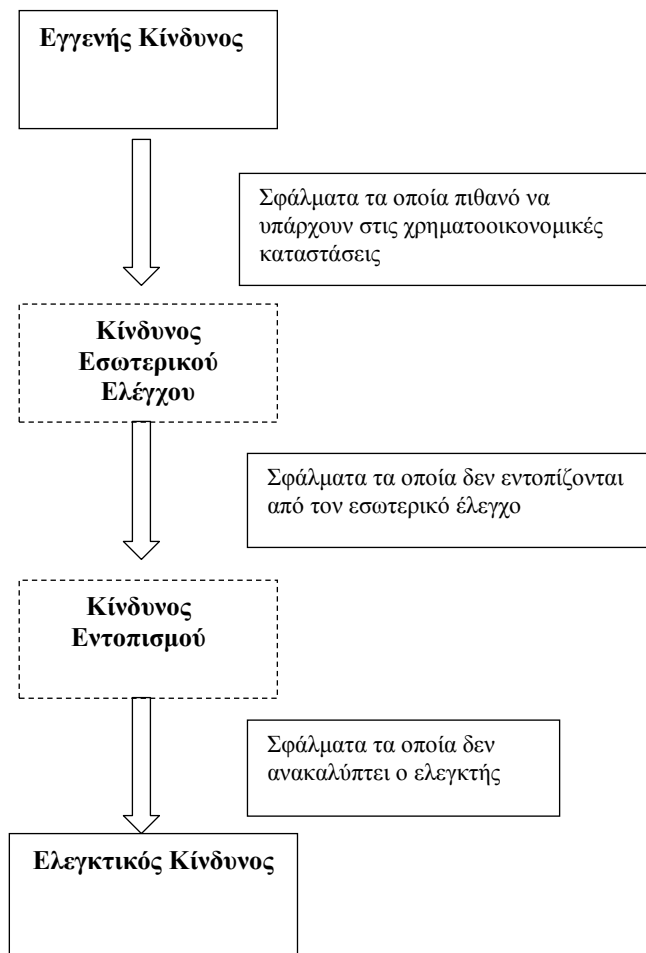 Εγγενής Κίνδυνος
Σφάλματα τα οποία πιθανό να
υπάρχουν στις χρηματοοικονομικές
καταστάσεις
Κίνδυνος
Εσωτερικού
Ελέγχου
Σφάλματα τα οποία δεν εντοπίζονται
από τον εσωτερικό έλεγχο
Κίνδυνος
Εντοπισμού
Σφάλματα τα οποία δεν
ανακαλύπτει ο ελεγκτής
Ελεγκτικός Κίνδυνος